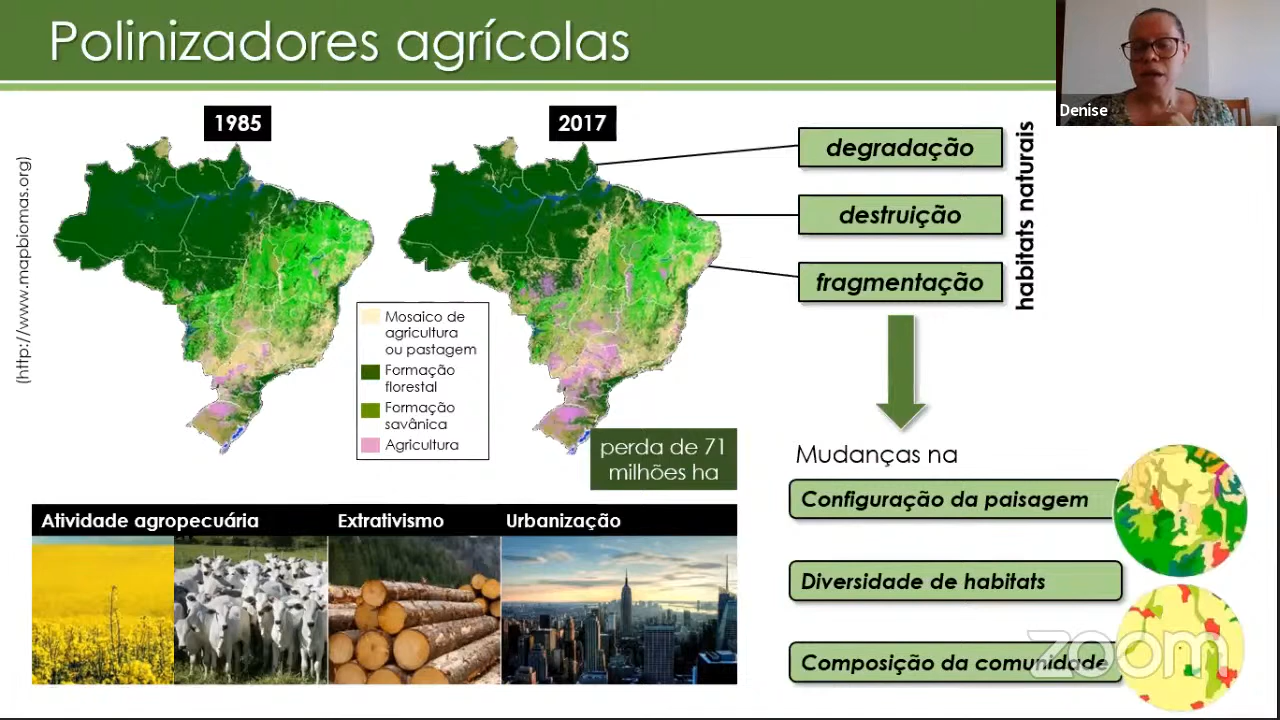 Polinizadores agrícolas
Denise
1985
2017
(http://www.mapbiomas.org)
degradação
destruição
fragmentação
habitats naturais
Mosaico de
agricultura
ou pastagem
Formação
florestal
Formação
savânica
Agricultura
perda de 71
milhões ha
Mudanças na
Configuração da paisagem
Diversidade de habitats
Composição da comunidade
Atividade agropecuária
Extrativismo
Urbanização
zoom